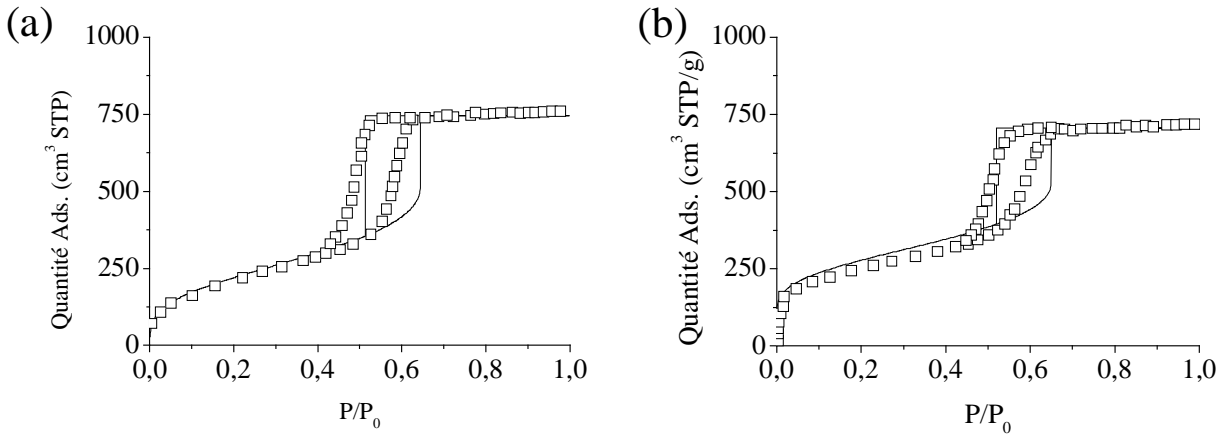 (a)
1000
750
500
250
0
Quantité Ads. (cm³ STP)
0,0 0,2 0,4 0,6 0,8 1,0
P/P₀
(b)
1000
750
500
250
0
Quantité Ads. (cm³ STP/g)
0,0 0,2 0,4 0,6 0,8 1,0
P/P₀